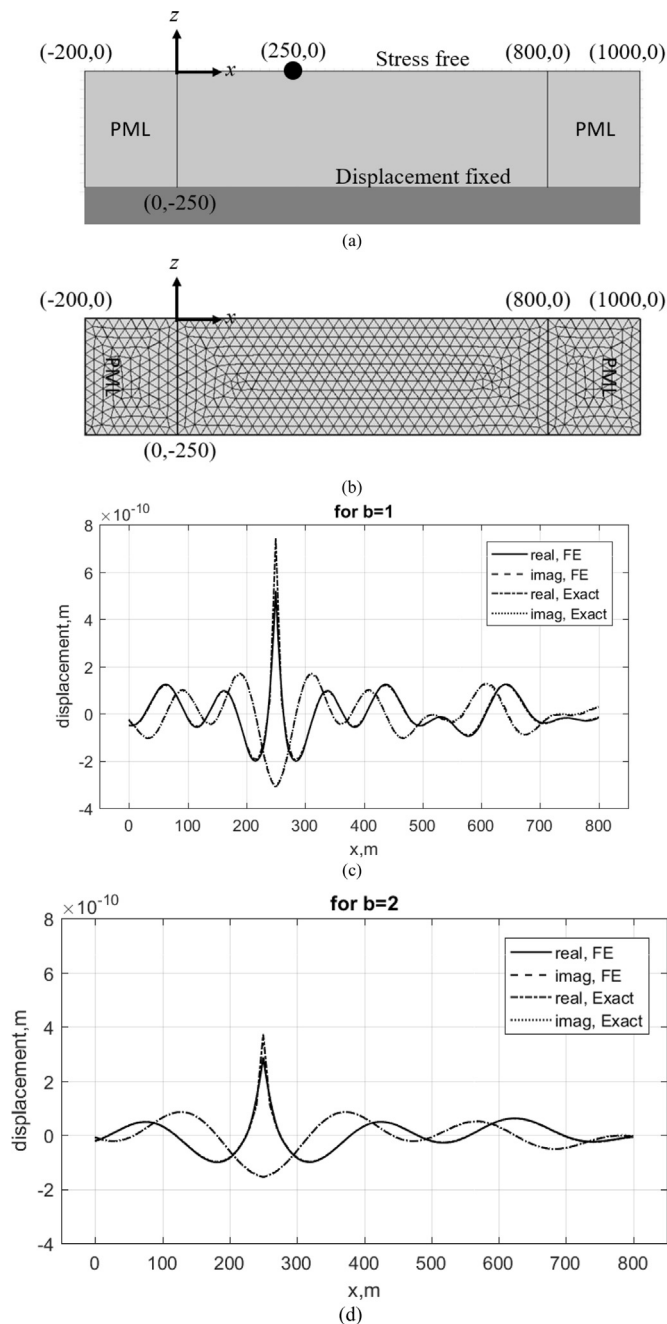 z
(-200,0)
(250,0)
Stress free
(800,0)
(1000,0)
x
PML
PML
Displacement fixed
(0,-250)
(a)
z
(-200,0)
(800,0)
(1000,0)
x
PML
PML
(0,-250)
(b)
×10⁻¹⁰
for b=1
8
6
4
2
0
-2
-4
displacement,m
real, FE
imag, FE
real, Exact
imag, Exact
0 100 200 300 400 500 600 700 800
x,m
(c)
×10⁻¹⁰
for b=2
8
6
4
2
0
-2
-4
displacement,m
real, FE
imag, FE
real, Exact
imag, Exact
0 100 200 300 400 500 600 700 800
x,m
(d)